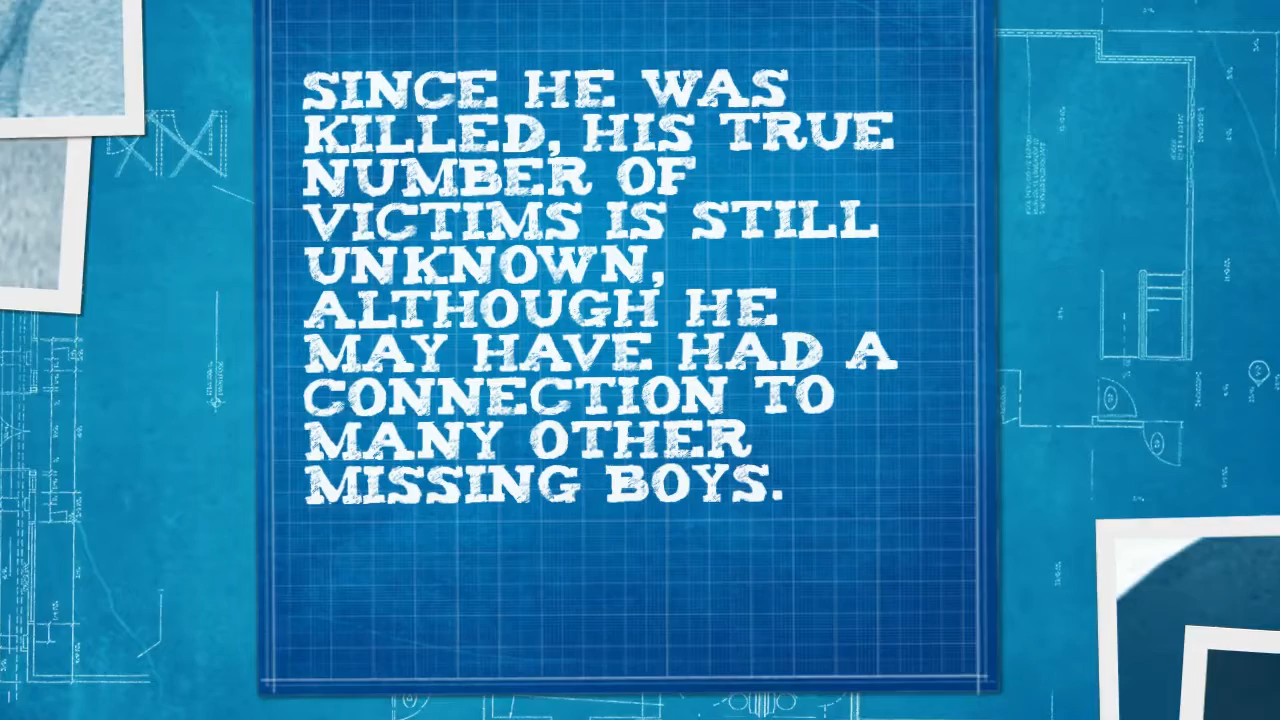 SINCE HE WAS
KILLED, HIS TRUE
NUMBER OF
VICTIMS IS STILL
UNKNOWN,
ALTHOUGH HE
MAY HAVE HAD A
CONNECTION TO
MANY OTHER
MISSING BOYS.